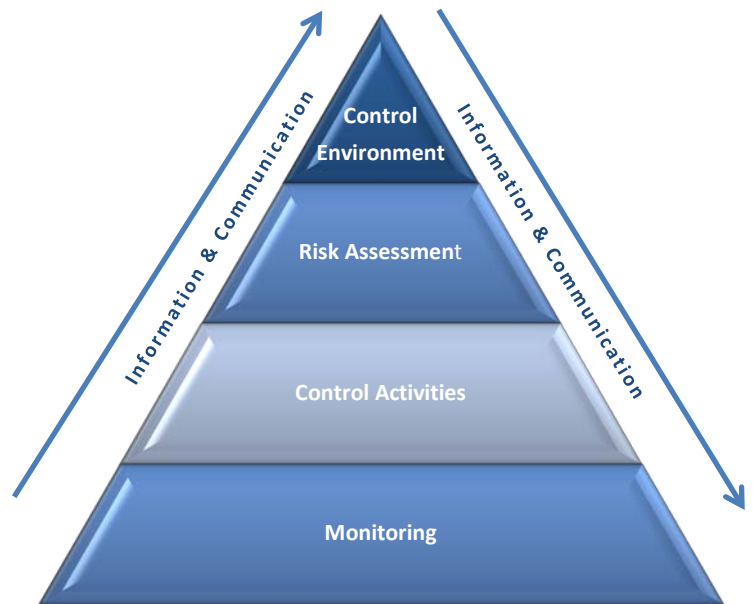 Control
Environment
Information & Communication
Information & Communication
Risk Assessment
Control Activities
Monitoring